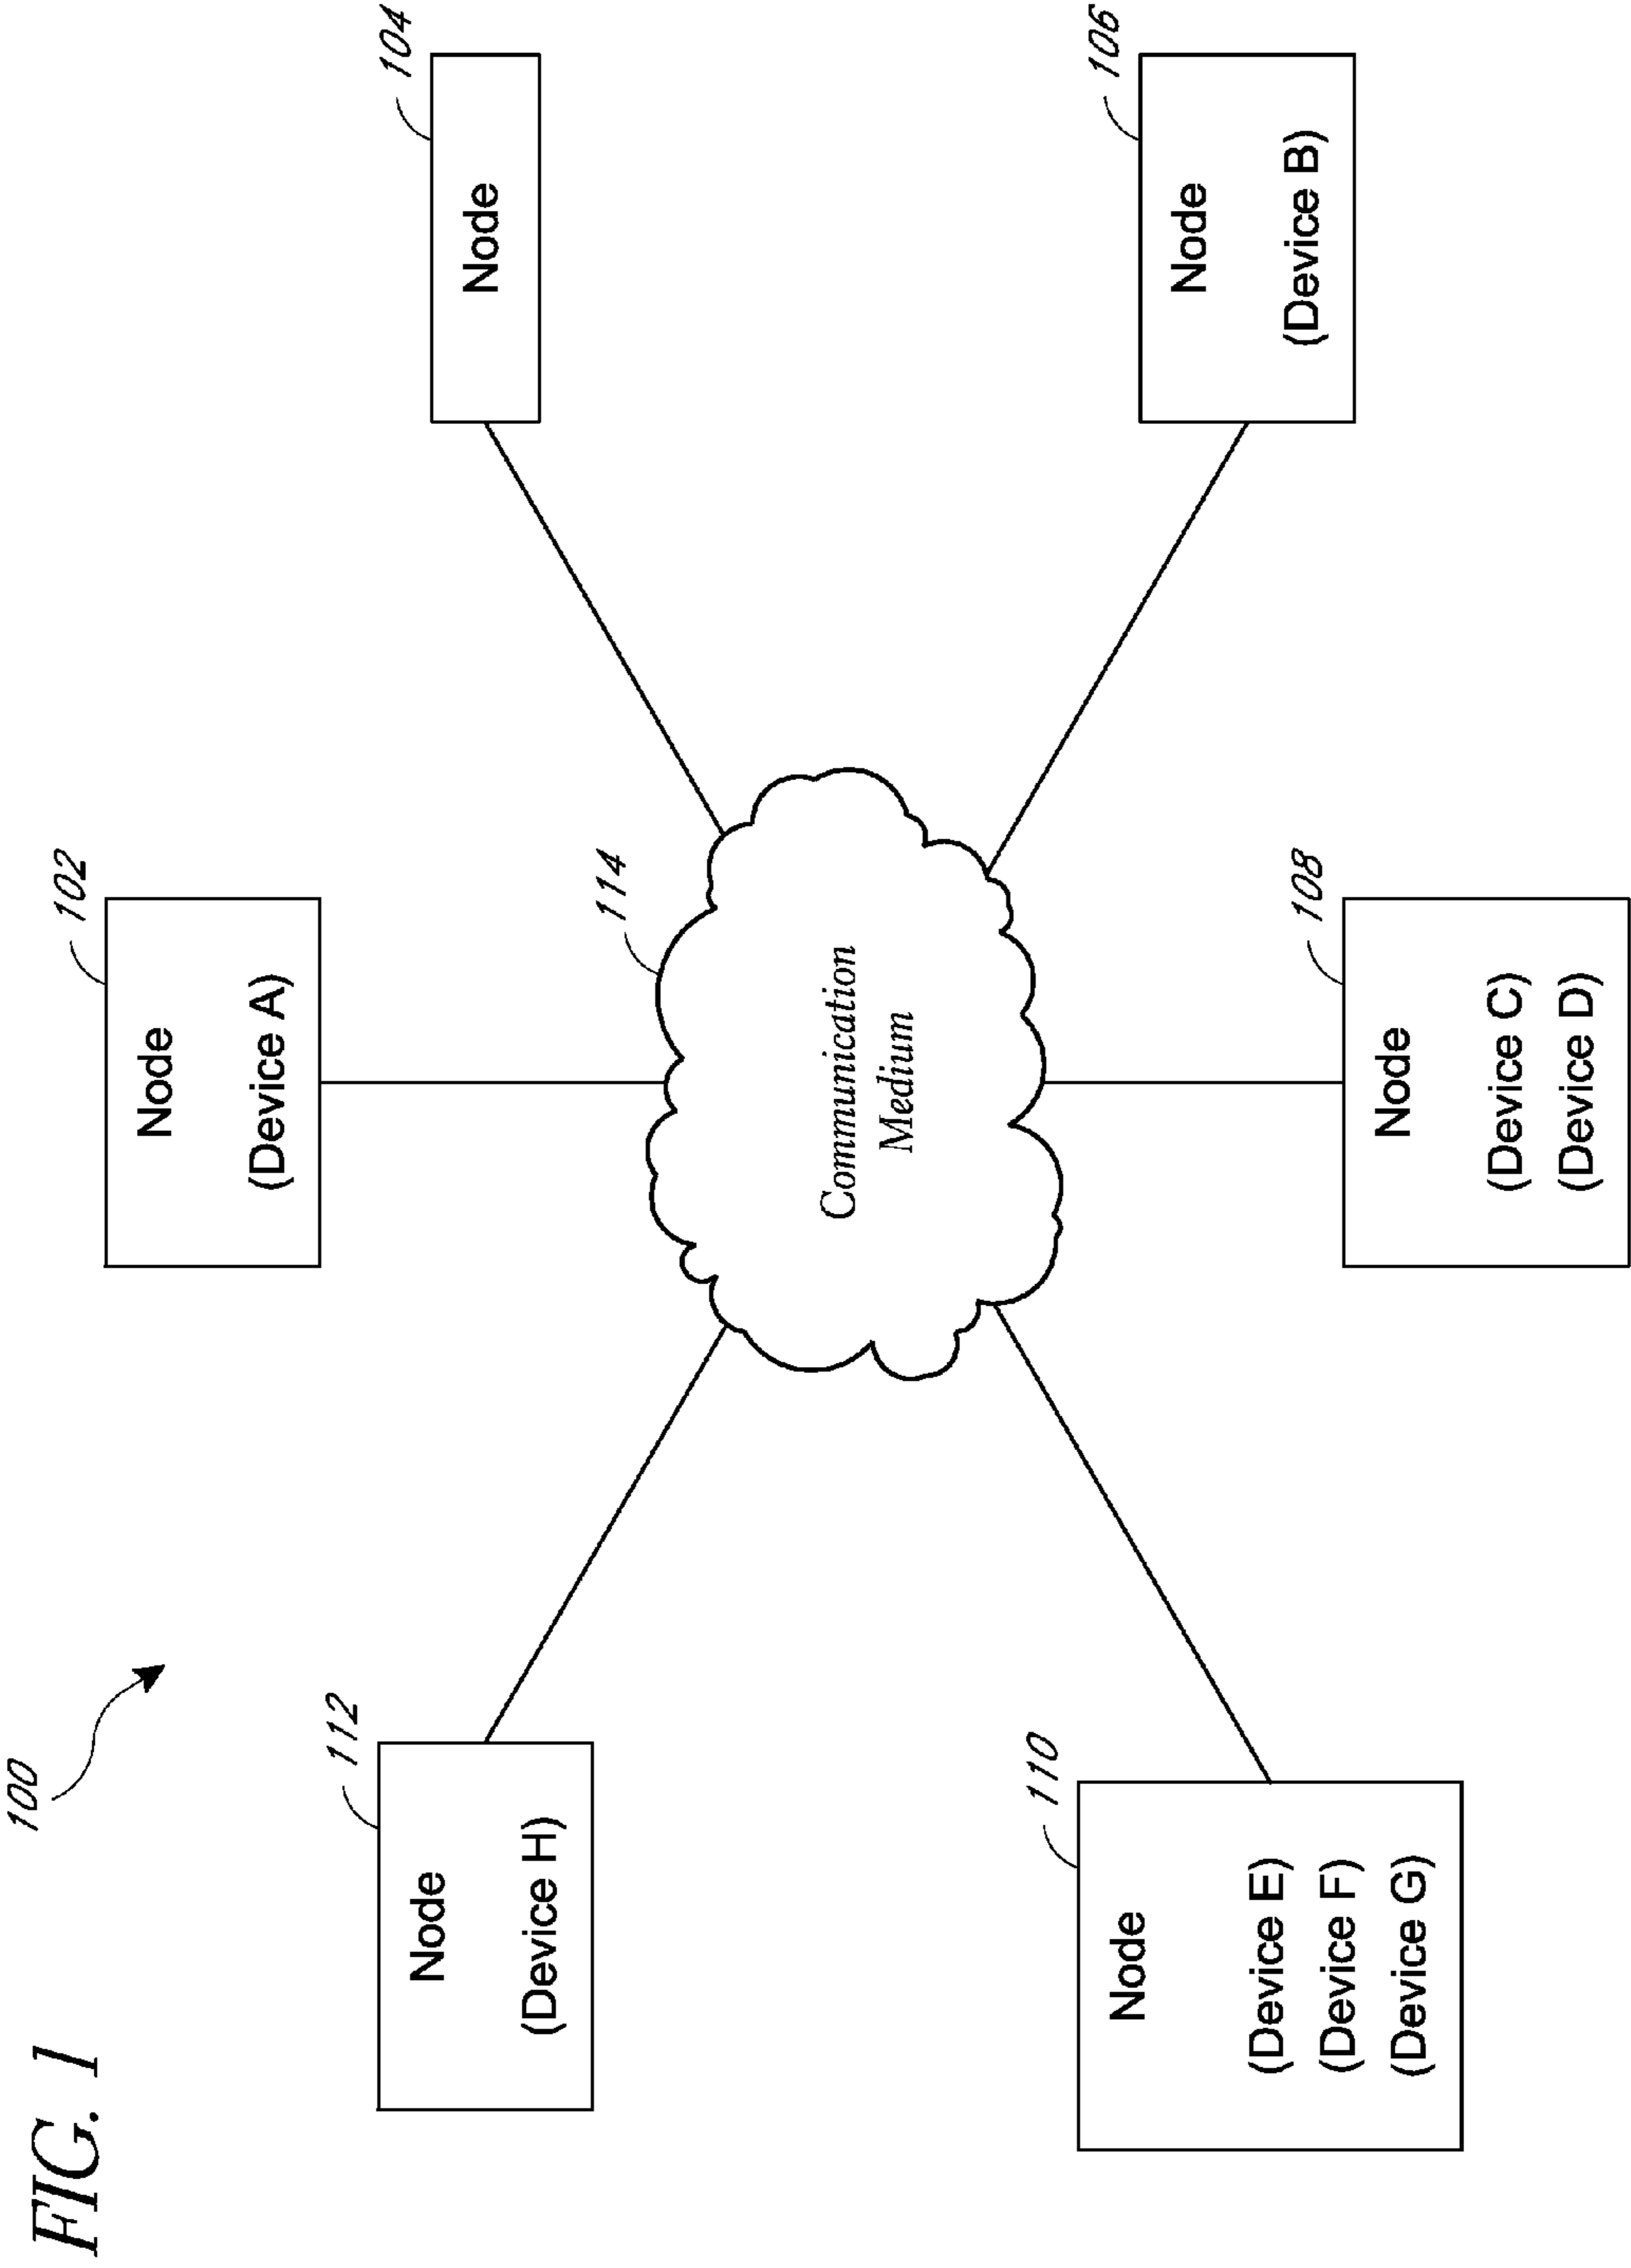 FIG. 1
100
102
Node
(Device A)
104
Node
112
Node
(Device H)
114
Communication
Medium
106
Node
(Device B)
110
Node
(Device E)
(Device F)
(Device G)
108
Node
(Device C)
(Device D)